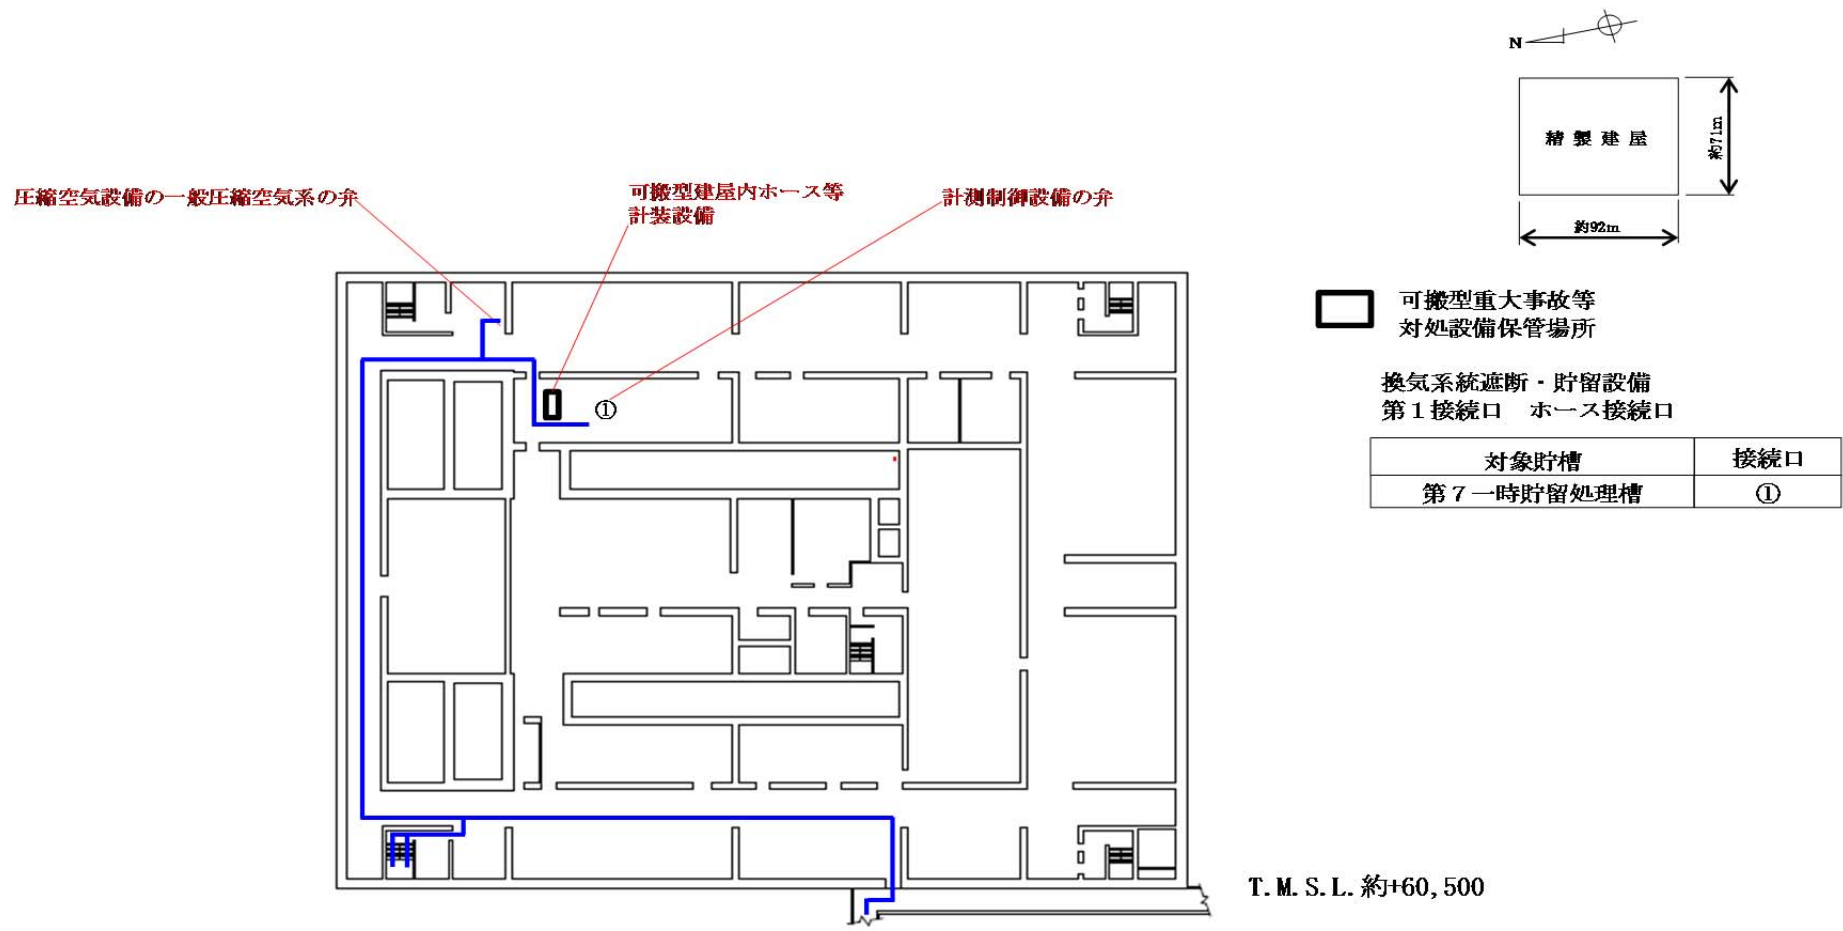 N
精製建屋
約71m
約92m
圧縮空気設備の一般圧縮空気系の弁
可搬型建屋内ホース等
計装設備
計測制御設備の弁
①
可搬型重大事故等
対処設備保管場所
換気系統遮断・貯留設備
第1接続口 ホース接続口
対象貯槽 接続口
第7一時貯留処理槽 ①
T.M.S.L.約+60,500